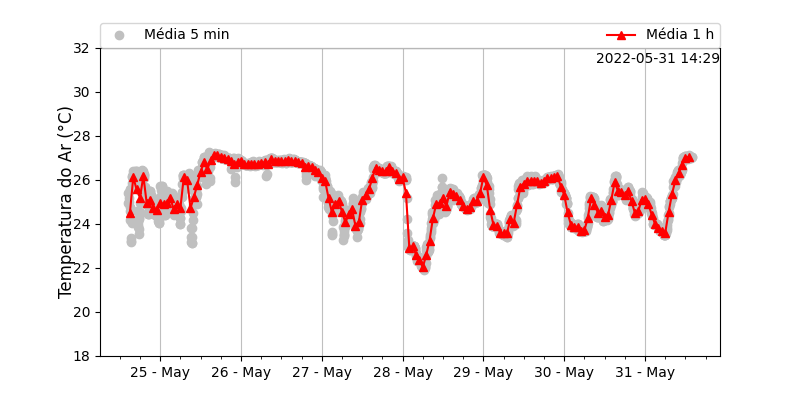 Média 5 min
Média 1 h
2022-05-31 14:29
Temperatura do Ar (°C)
32
30
28
26
24
22
20
18
25 - May
26 - May
27 - May
28 - May
29 - May
30 - May
31 - May